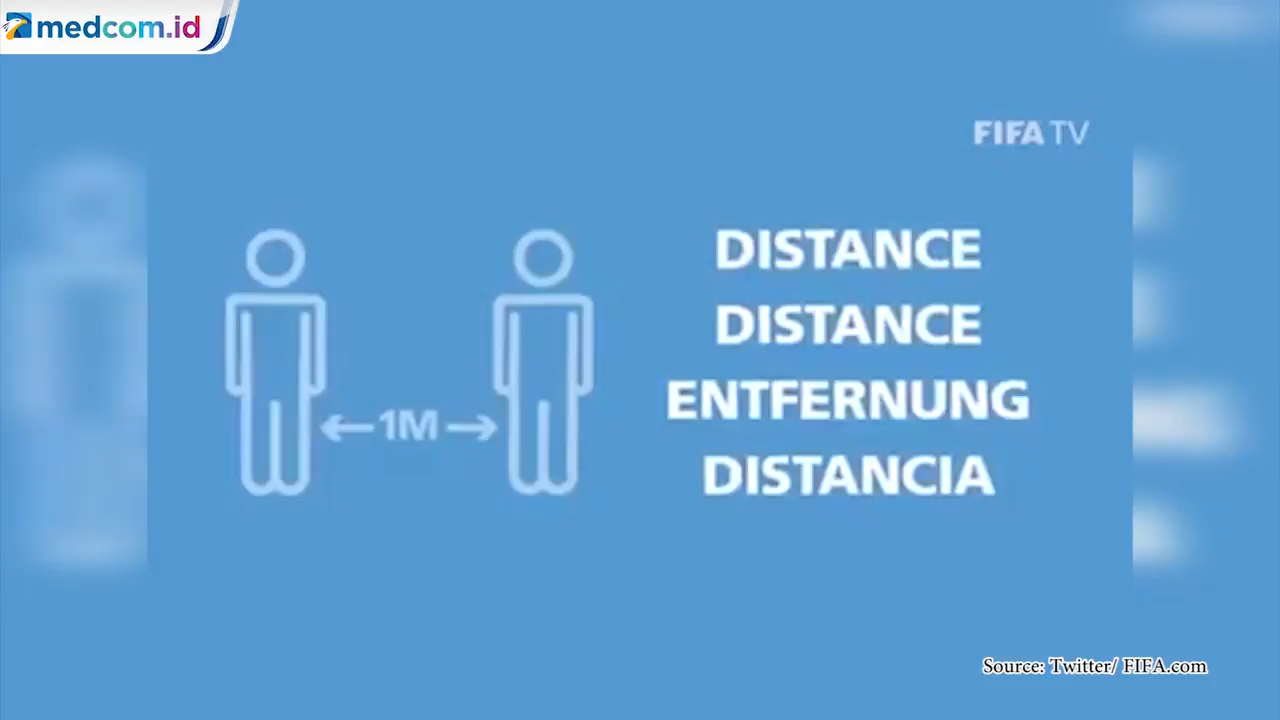 medcom.id
FIFA TV
DISTANCE
DISTANCE
ENTFERNUNG
DISTANCIA
1M
Source: Twitter/ FIFA.com